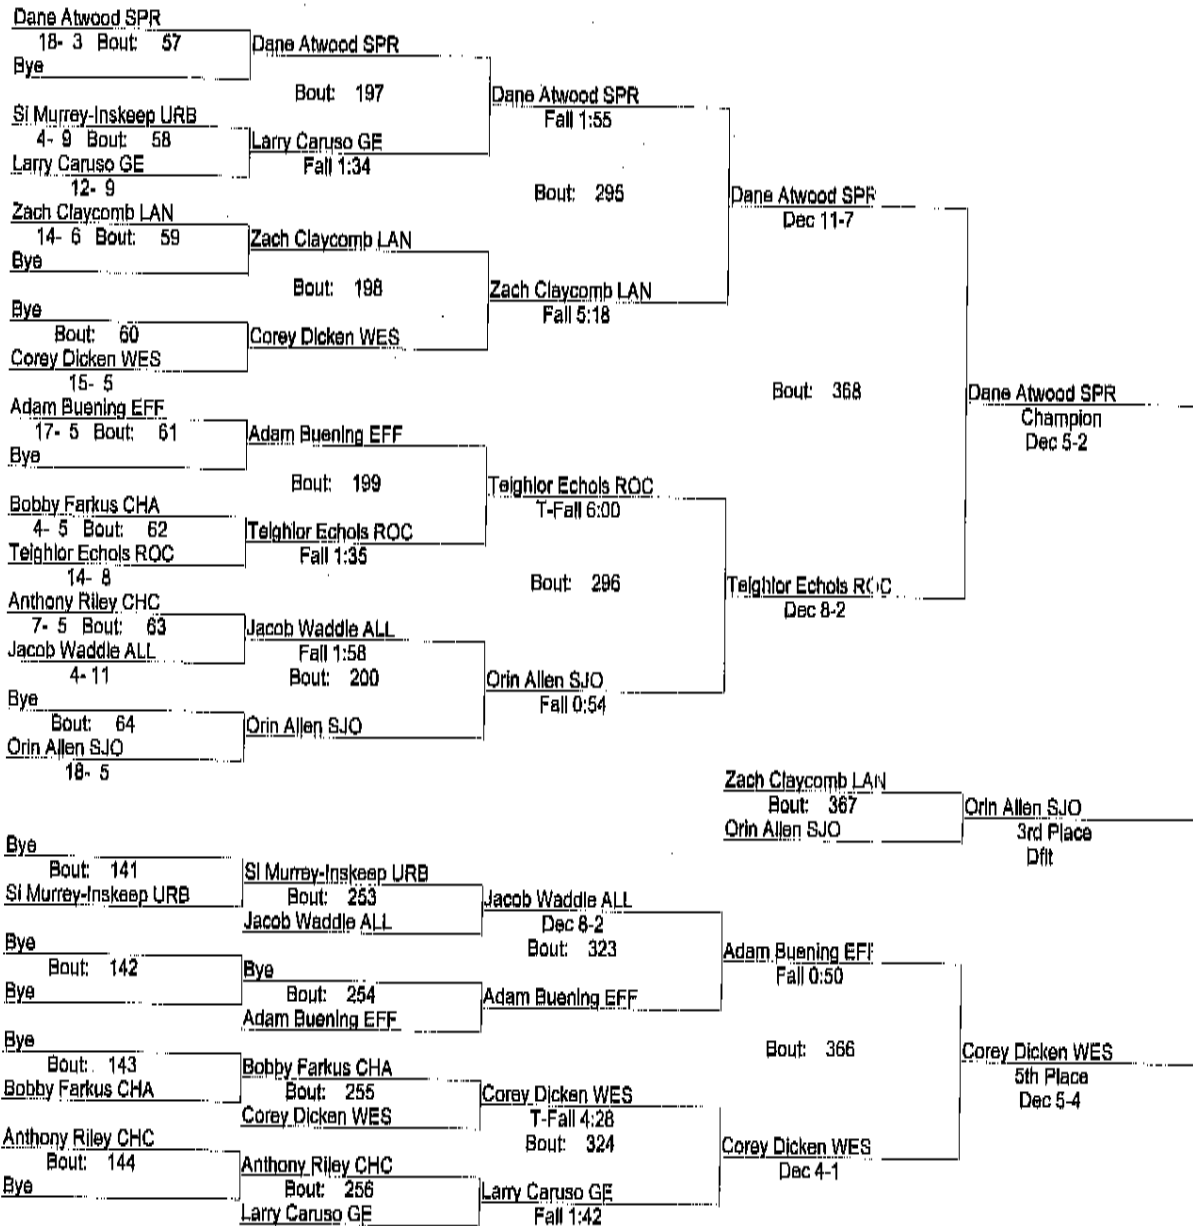 Dane Atwood SPR
18- 3 Bout: 57
Bye
Dane Atwood SPR
Bout: 197
Si Murrey-Inskeep URB
4- 9 Bout: 58
Larry Caruso GE
12- 9
Larry Caruso GE
Fall 1:34
Dane Atwood SPR
Fall 1:55
Bout: 295
Zach Claycomb LAN
14- 6 Bout: 59
Bye
Zach Claycomb LAN
Bout: 198
Bye
Bout: 60
Corey Dicken WES
15- 5
Corey Dicken WES
Zach Claycomb LAN
Fall 5:18
Dane Atwood SPR
Dec 11-7
Bout: 368
Adam Buening EFF
17- 5 Bout: 61
Bye
Adam Buening EFF
Bout: 199
Bobby Farkus CHA
4- 5 Bout: 62
Teighlor Echols ROC
14- 8
Teighlor Echols ROC
Fall 1:35
Teighlor Echols ROC
T-Fall 6:00
Bout: 296
Anthony Riley CHC
7- 5 Bout: 63
Jacob Waddle ALL
4- 11
Jacob Waddle ALL
Fall 1:58
Bout: 200
Bye
Bout: 64
Orin Allen SJO
18- 5
Orin Allen SJO
Orin Allen SJO
Fall 0:54
Teighlor Echols ROC
Dec 8-2
Dane Atwood SPR
Champion
Dec 5-2
Zach Claycomb LAN
Bout: 367
Orin Allen SJO
Orin Allen SJO
3rd Place
Dflt
Bye
Bout: 141
Si Murrey-Inskeep URB
Si Murrey-Inskeep URB
Bout: 253
Jacob Waddle ALL
Jacob Waddle ALL
Dec 8-2
Bout: 323
Bye
Bout: 142
Bye
Bye
Bout: 254
Adam Buening EFF
Adam Buening EFF
Adam Buening EFF
Fall 0:50
Bout: 366
Bye
Bout: 143
Bobby Farkus CHA
Bobby Farkus CHA
Bout: 255
Corey Dicken WES
Corey Dicken WES
T-Fall 4:28
Bout: 324
Anthony Riley CHC
Bout: 144
Bye
Anthony Riley CHC
Bout: 256
Larry Caruso GE
Larry Caruso GE
Fall 1:42
Corey Dicken WES
Dec 4-1
Corey Dicken WES
5th Place
Dec 5-4